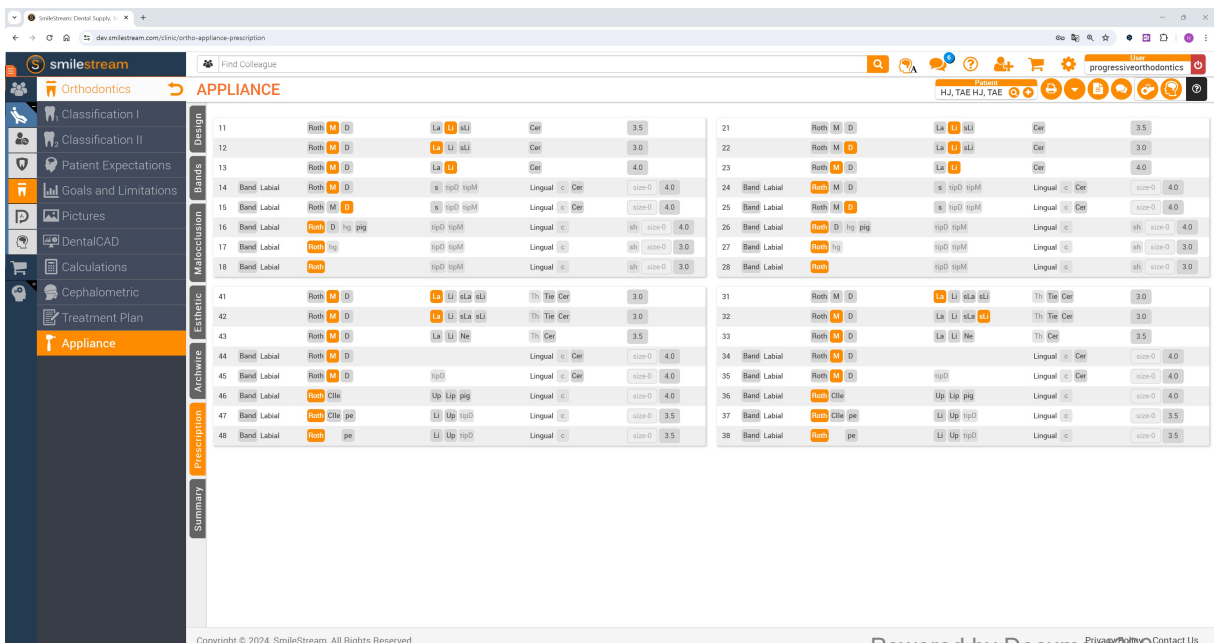 SmileStream: Dental Supply, S
dev.smilestream.com/clinic/ortho-appliance-prescription
smilestream
Find Colleague
6
User
progressiveorthodontics
Orthodontics
APPLIANCE
Patient
HJ, TAE HJ, TAE
Classification I
Classification II
Patient Expectations
Goals and Limitations
Pictures
DentalCAD
Calculations
Cephalometric
Treatment Plan
Appliance
Design
Bands
Malocclusion
Esthetic
Archwire
Prescription
Summary
11 Roth M D La Li sLi Cer 3.5
12 Roth M D La Li sLi Cer 3.0
13 Roth M D La Li Cer 4.0
14 Band Labial Roth M D s tipD tipM Lingual c Cer size-0 4.0
15 Band Labial Roth M D s tipD tipM Lingual c Cer size-0 4.0
16 Band Labial Roth D hg pig tipD tipM Lingual c sh size-0 4.0
17 Band Labial Roth hg tipD tipM Lingual c sh size-0 3.0
18 Band Labial Roth tipD tipM Lingual c sh size-0 3.0
21 Roth M D La Li sLi Cer 3.5
22 Roth M D La Li sLi Cer 3.0
23 Roth M D La Li Cer 4.0
24 Band Labial Roth M D s tipD tipM Lingual c Cer size-0 4.0
25 Band Labial Roth M D s tipD tipM Lingual c Cer size-0 4.0
26 Band Labial Roth D hg pig tipD tipM Lingual c sh size-0 4.0
27 Band Labial Roth hg tipD tipM Lingual c sh size-0 3.0
28 Band Labial Roth tipD tipM Lingual c sh size-0 3.0
41 Roth M D La Li sLa sLi Th Tie Cer 3.0
42 Roth M D La Li sLa sLi Th Tie Cer 3.0
43 Roth M D La Li Ne Th Cer 3.5
44 Band Labial Roth M D Lingual c Cer size-0 4.0
45 Band Labial Roth M D tipD Lingual c Cer size-0 4.0
46 Band Labial Roth Clle Up Lip pig Lingual c size-0 4.0
47 Band Labial Roth Clle pe Li Up tipD Lingual c size-0 3.5
48 Band Labial Roth pe Li Up tipD Lingual c size-0 3.5
31 Roth M D La Li sLa sLi Th Tie Cer 3.0
32 Roth M D La Li sLa sLi Th Tie Cer 3.0
33 Roth M D La Li Ne Th Cer 3.5
34 Band Labial Roth M D Lingual c Cer size-0 4.0
35 Band Labial Roth M D tipD Lingual c Cer size-0 4.0
36 Band Labial Roth Clle Up Lip pig Lingual c size-0 4.0
37 Band Labial Roth Clle pe Li Up tipD Lingual c size-0 3.5
38 Band Labial Roth pe Li Up tipD Lingual c size-0 3.5
Copyright © 2024, SmileStream. All Rights Reserved
Powered by
Contact Us